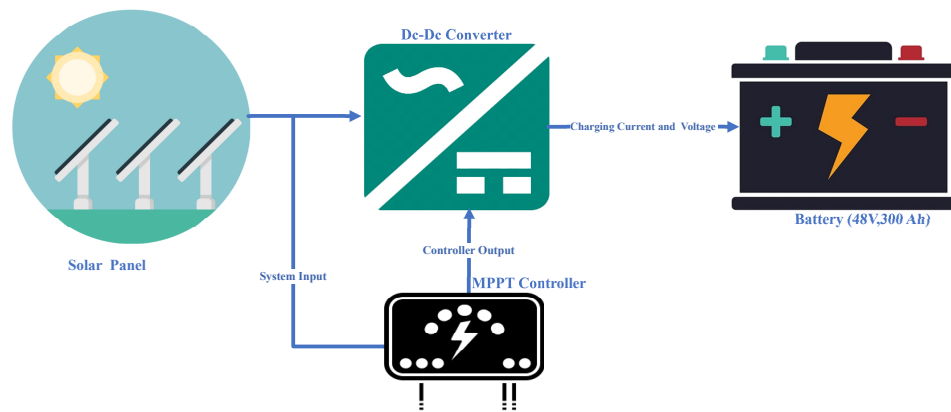 Dc-Dc Converter
Charging Current and Voltage
Battery (48V,300 Ah)
Solar Panel
System Input
Controller Output
MPPT Controller